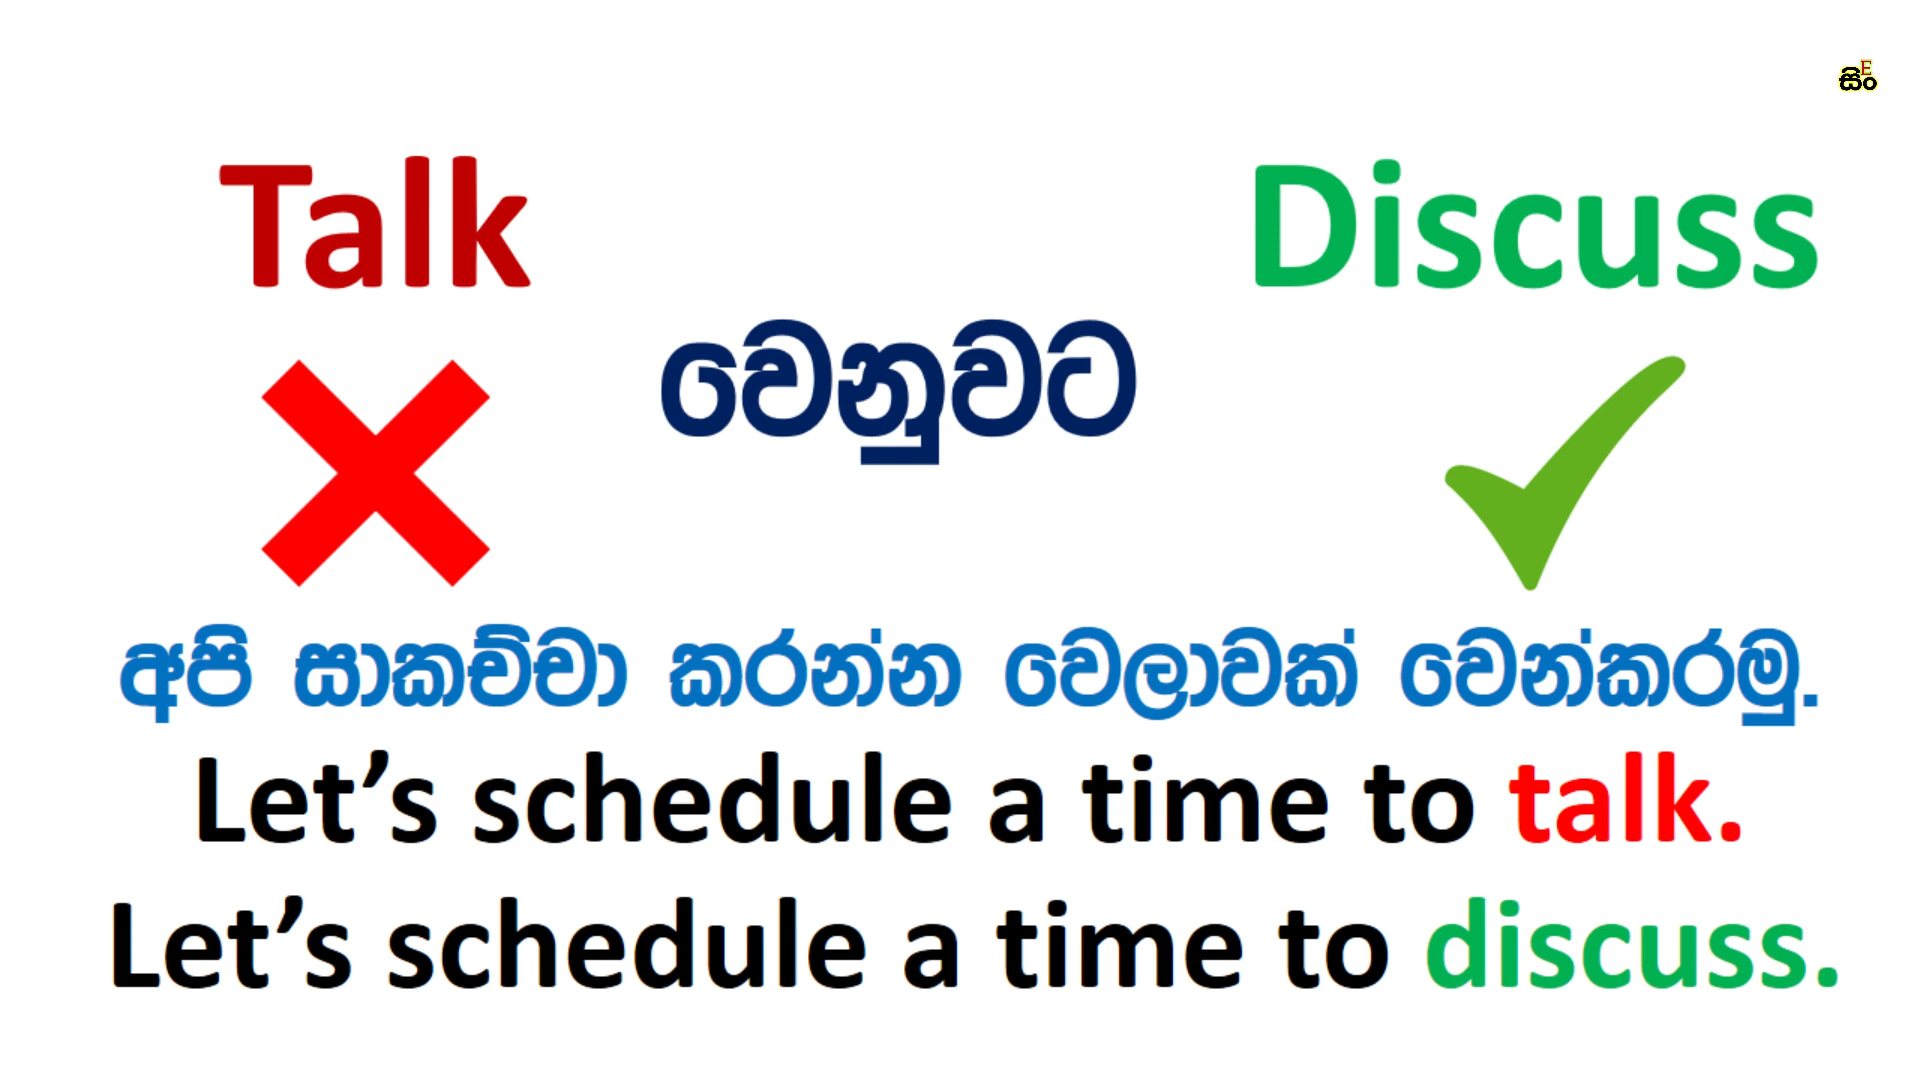 සිංE
Talk
Discuss
වෙනුවට
අපි සාකච්චා කරන්න වෙලාවක් වෙන්කරමු.
Let’s schedule a time to talk.
Let’s schedule a time to discuss.